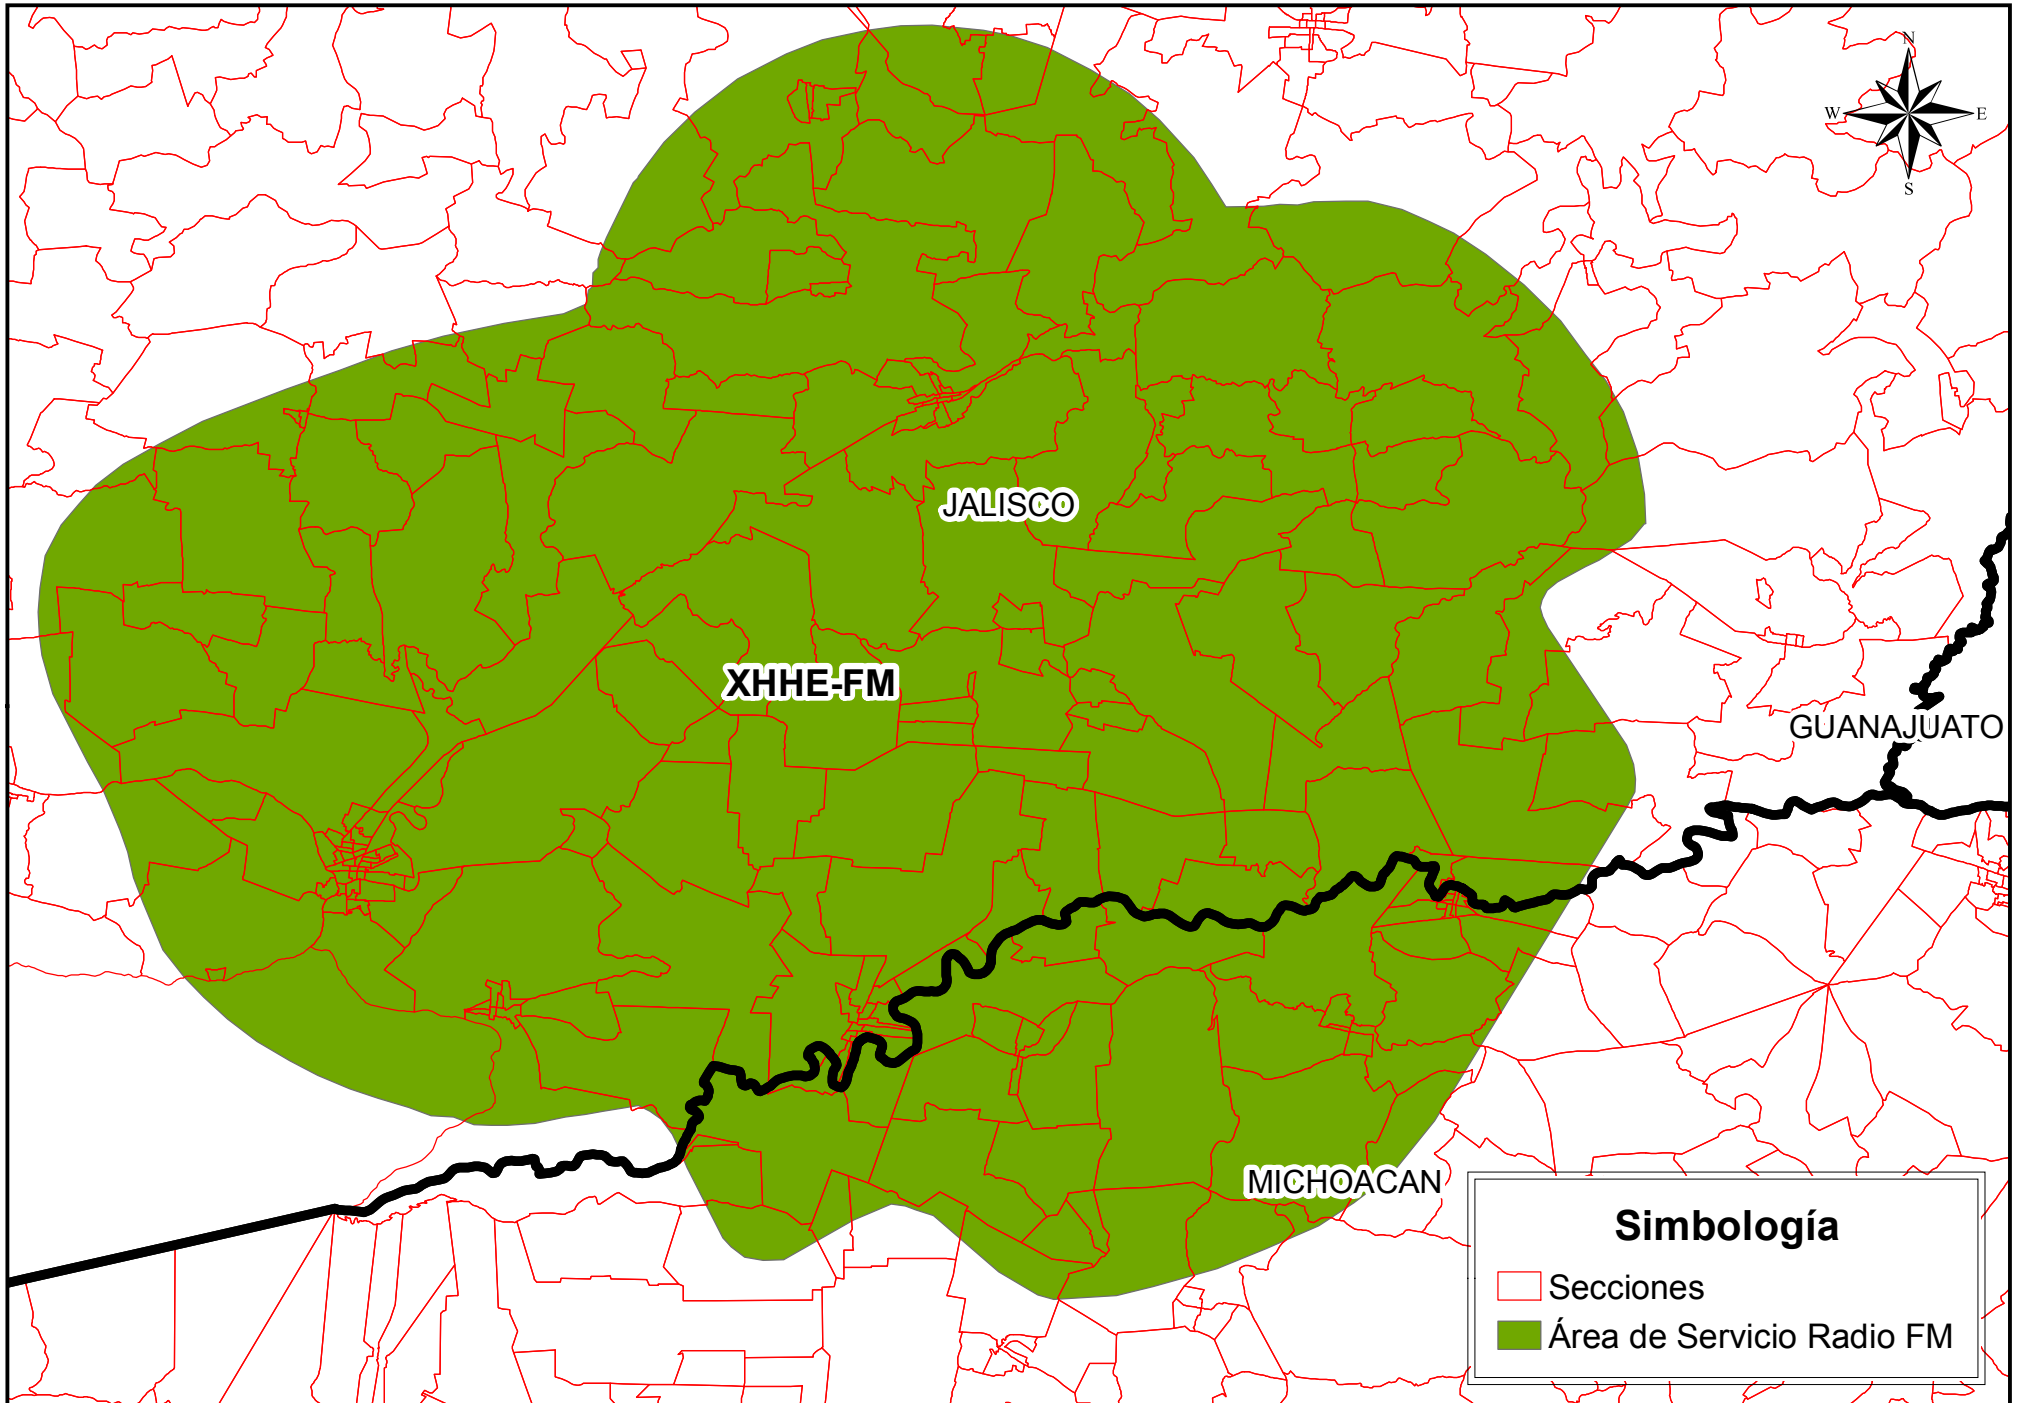 N
W E
S
JALISCO
XHHE-FM
GUANAJUATO
MICHOACAN
Simbología
Secciones
Área de Servicio Radio FM